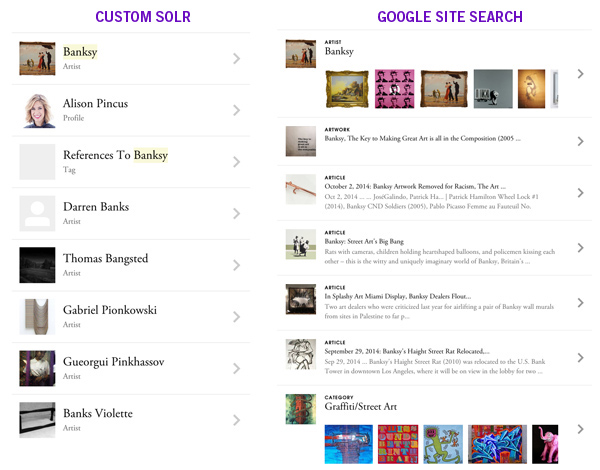 CUSTOM SOLR
Banksy
Artist
Alison Pincus
Profile
References To Banksy
Tag
Darren Banks
Artist
Thomas Bangsted
Artist
Gabriel Pionkowski
Artist
Gueorgui Pinkhassov
Artist
Banks Violette
Artist
GOOGLE SITE SEARCH
ARTIST
Banksy
ARTWORK
Banksy, The Key to Making Great Art is all in the Composition (2005 ...
ARTICLE
October 2, 2014: Banksy Artwork Removed for Racism, The Art ...
Oct 2, 2014 ... ... JoséGalindo, Patrick Ha... | Patrick Hamilton Wheel Lock #1
(2014), Banksy CND Soldiers (2005), Pablo Picasso Femme au Fauteuil No.
ARTICLE
Banksy: Street Art's Big Bang
Rats with cameras, children holding heartshaped balloons, and policemen kissing each
other – this is the witty and uniquely imaginary world of Banksy, Britain's ...
ARTICLE
In Splashy Art Miami Display, Banksy Dealers Flout...
Two art dealers who were criticized last year for airlifting a pair of Banksy wall murals
from sites in Palestine to far p...
ARTICLE
September 29, 2014: Banksy's Haight Street Rat Relocated,...
Sep 29, 2014 ... Banksy's Haight Street Rat (2010) was relocated to the U.S. Bank
Tower in downtown Los Angeles, where it will be on view in the lobby for two ...
CATEGORY
Graffiti/Street Art